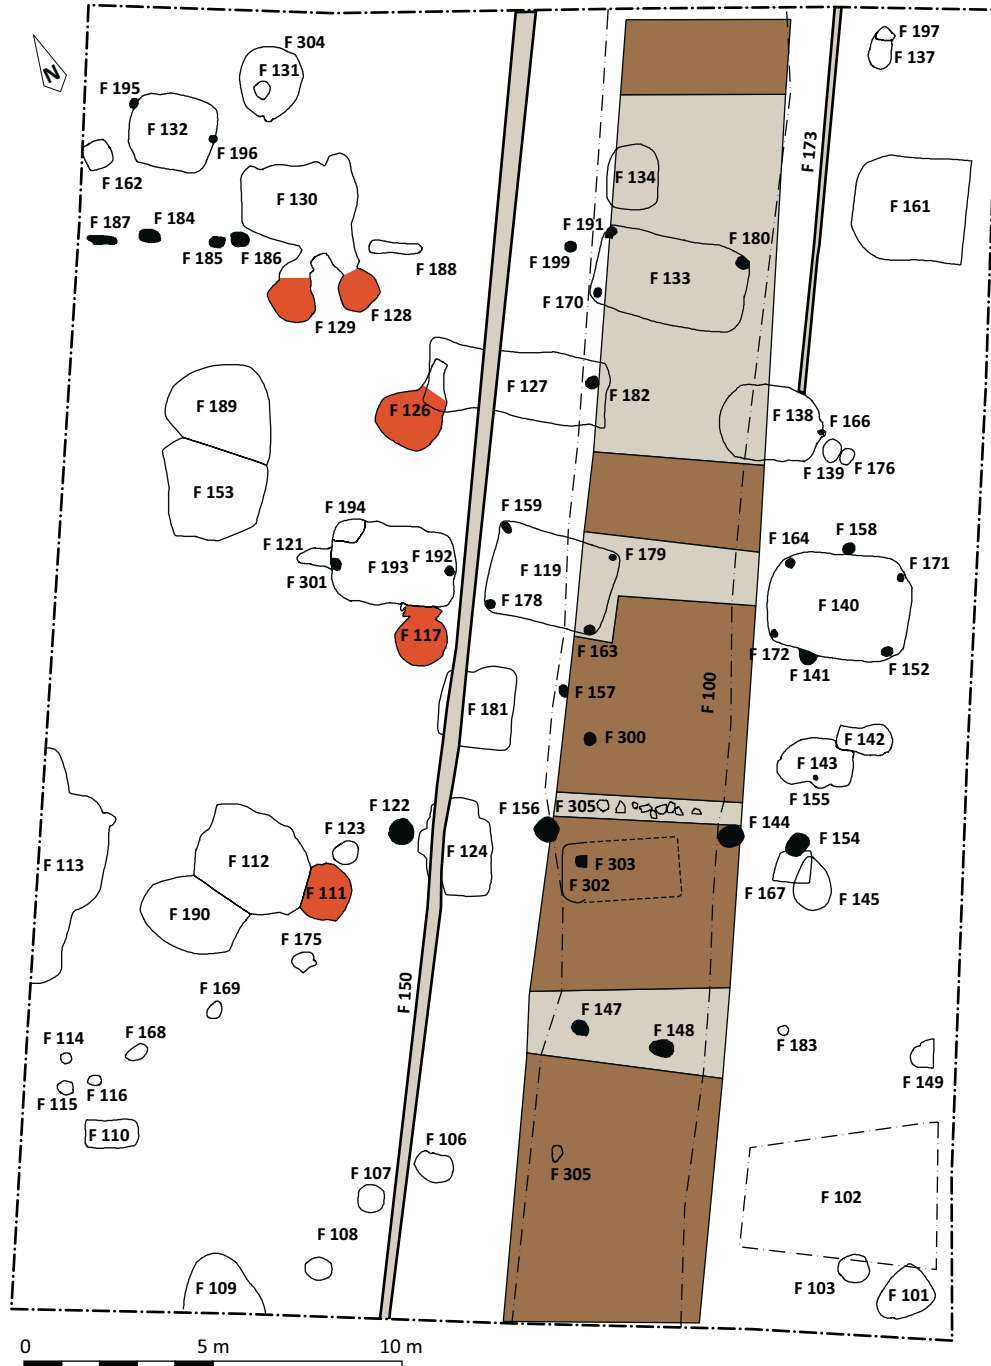 F 304
F 197
F 137
N
F 131
F 195
F 132
F 173
F 196
F 162
F 134
F 130
F 161
F 187
F 184
F 191
F 180
F 185
F 186
F 188
F 199
F 133
F 170
F 129
F 128
F 127
F 182
F 189
F 126
F 138
F 166
F 139
F 176
F 153
F 194
F 159
F 164
F 158
F 121
F 192
F 179
F 171
F 301
F 193
F 119
F 178
F 140
F 117
F 163
F 172
F 141
F 152
F 157
F 100
F 181
F 300
F 142
F 143
F 155
F 122
F 156
F 305
F 144
F 154
F 123
F 113
F 112
F 124
F 303
F 302
F 111
F 167
F 145
F 190
F 175
F 150
F 169
F 147
F 148
F 114
F 168
F 183
F 149
F 115
F 116
F 110
F 106
F 305
F 107
F 102
F 108
F 109
F 103
F 101
0 5 m 10 m